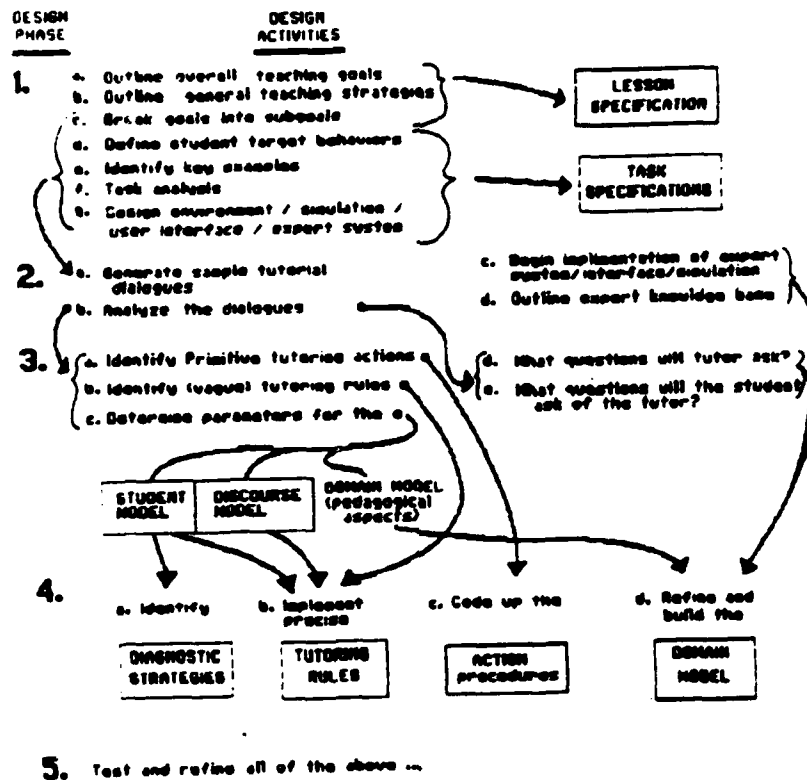 DESIGN PHASE
DESIGN ACTIVITIES
1.
a. Outline overall teaching goals
b. Outline general teaching strategies
c. Break goals into subgoals
d. Define student target behaviors
e. Identify key examples
f. Task analysis
g. Design environment / simulation /
user interface / expert system
LESSON
SPECIFICATION
TASK
SPECIFICATIONS
2.
a. Generate sample tutorial
dialogues
b. Analyze the dialogues
c. Begin implementation of expert
system/interface/simulation
d. Outline expert knowledge base
3.
a. Identify Primitive tutoring actions
b. Identify (vague) tutoring rules
c. Determine parameters for the
d. What questions will tutor ask?
e. What questions will the student
ask of the tutor?
STUDENT
MODEL
DISCOURSE
MODEL
DOMAIN MODEL
(pedagogical
aspects)
4.
a. Identify
DIAGNOSTIC
STRATEGIES
b. Implement
precise
TUTORING
RULES
c. Code up the
ACTION
procedures
d. Refine and
build the
DOMAIN
MODEL
5. Test and refine all of the above ...